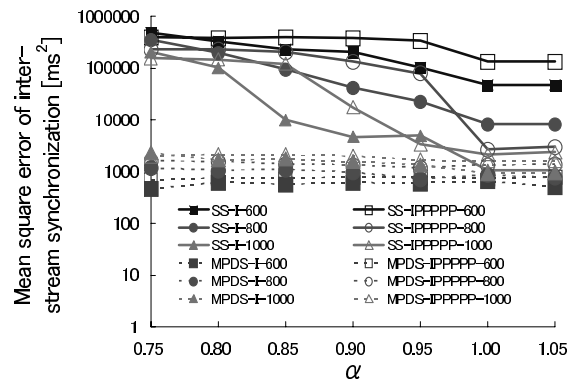 Mean square error of inter-
stream synchronization [ms²]
1000000
100000
10000
1000
100
10
1
SS-I-600
SS-IPPPPP-600
SS-I-800
SS-IPPPPP-800
SS-I-1000
SS-IPPPPP-1000
MPDS-I-600
MPDS-IPPPPP-600
MPDS-I-800
MPDS-IPPPPP-800
MPDS-I-1000
MPDS-IPPPPP-1000
0.75 0.80 0.85 0.90 0.95 1.00 1.05
α